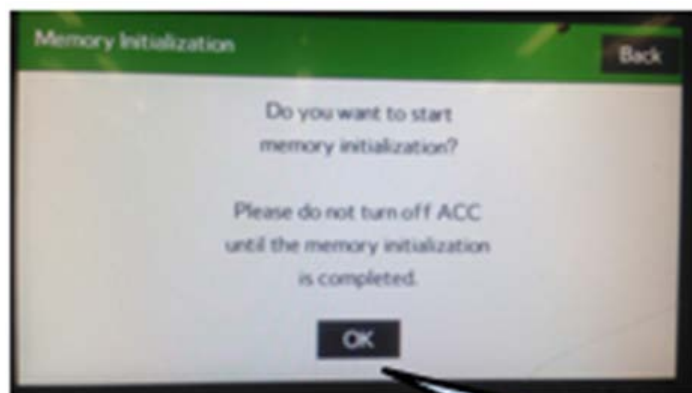 Memory Initialization
Back
Do you want to start
memory initialization?
Please do not turn off ACC
until the memory initialization
is completed.
OK